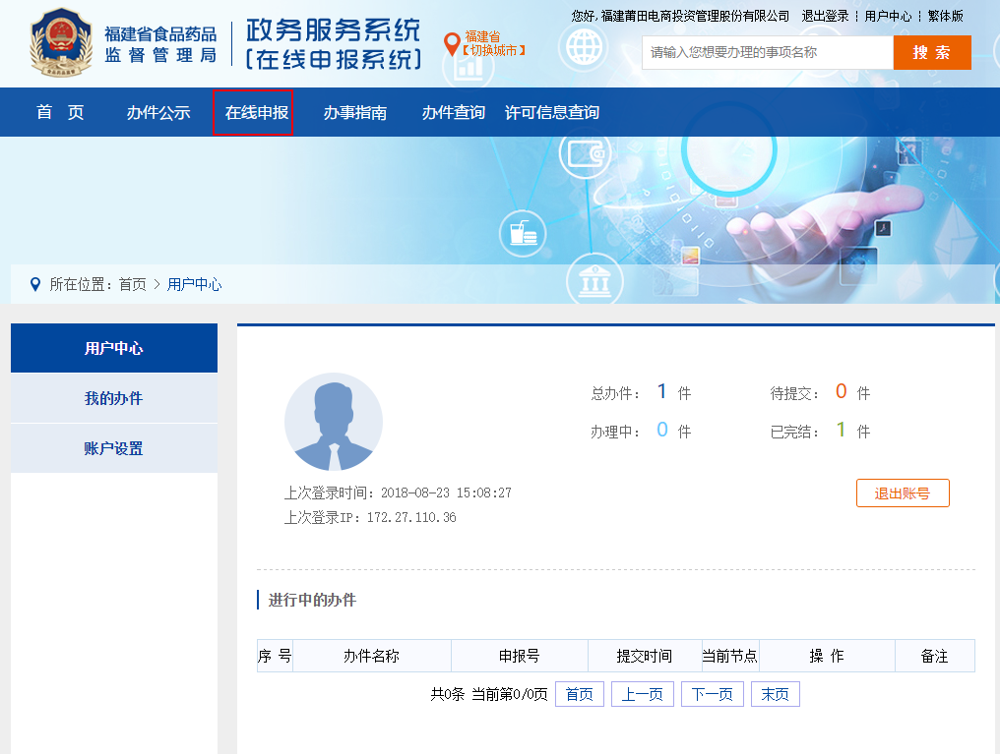 您好,福建莆田电商投资管理股份有限公司 退出登录 | 用户中心 | 繁体版
福建省食品药品
监督管理局
政务服务系统
[在线申报系统]
福建省
【切换城市】
请输入您想要办理的事项名称
搜 索
首 页 办件公示 在线申报 办事指南 办件查询 许可信息查询
所在位置：首页 > 用户中心
用户中心
我的办件
账户设置
总办件： 1 件 待提交： 0 件
办理中： 0 件 已完结： 1 件
上次登录时间：2018-08-23 15:08:27
上次登录IP：172.27.110.36
退出账号
进行中的办件
序 号 办件名称 申报号 提交时间 当前节点 操 作 备注
共0条 当前第0/0页 首页 上一页 下一页 末页